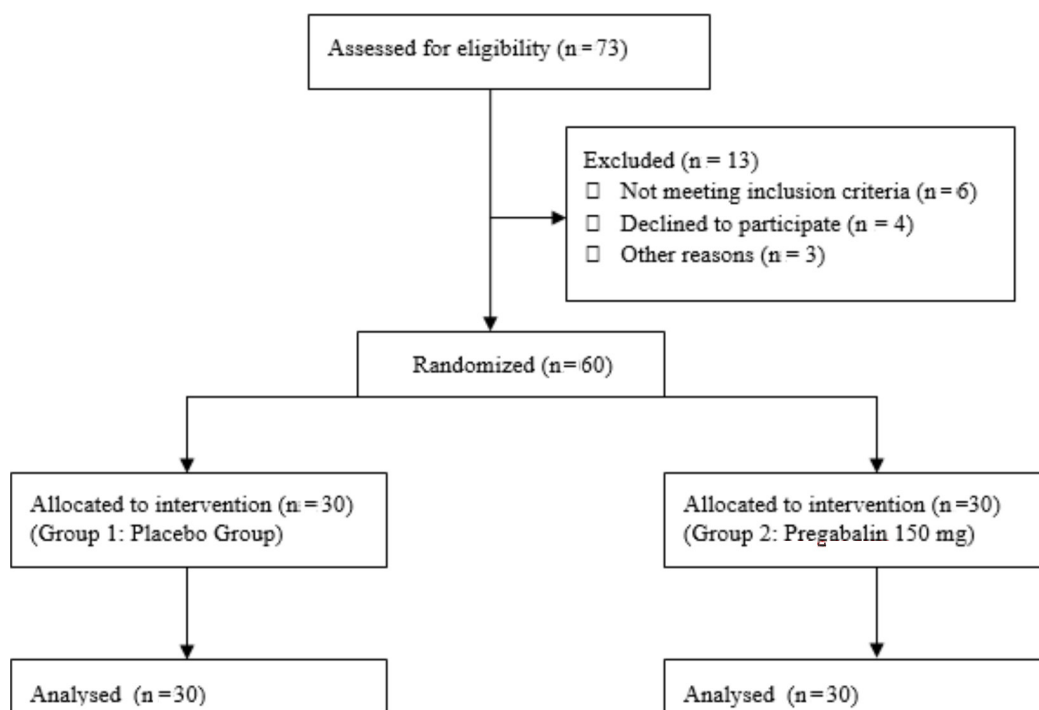 Assessed for eligibility (n = 73)
Excluded (n = 13)
☐ Not meeting inclusion criteria (n = 6)
☐ Declined to participate (n = 4)
☐ Other reasons (n = 3)
Randomized (n= 60)
Allocated to intervention (n = 30)
(Group 1: Placebo Group)
Allocated to intervention (n =30)
(Group 2: Pregabalin 150 mg)
Analysed (n =30)
Analysed (n =30)